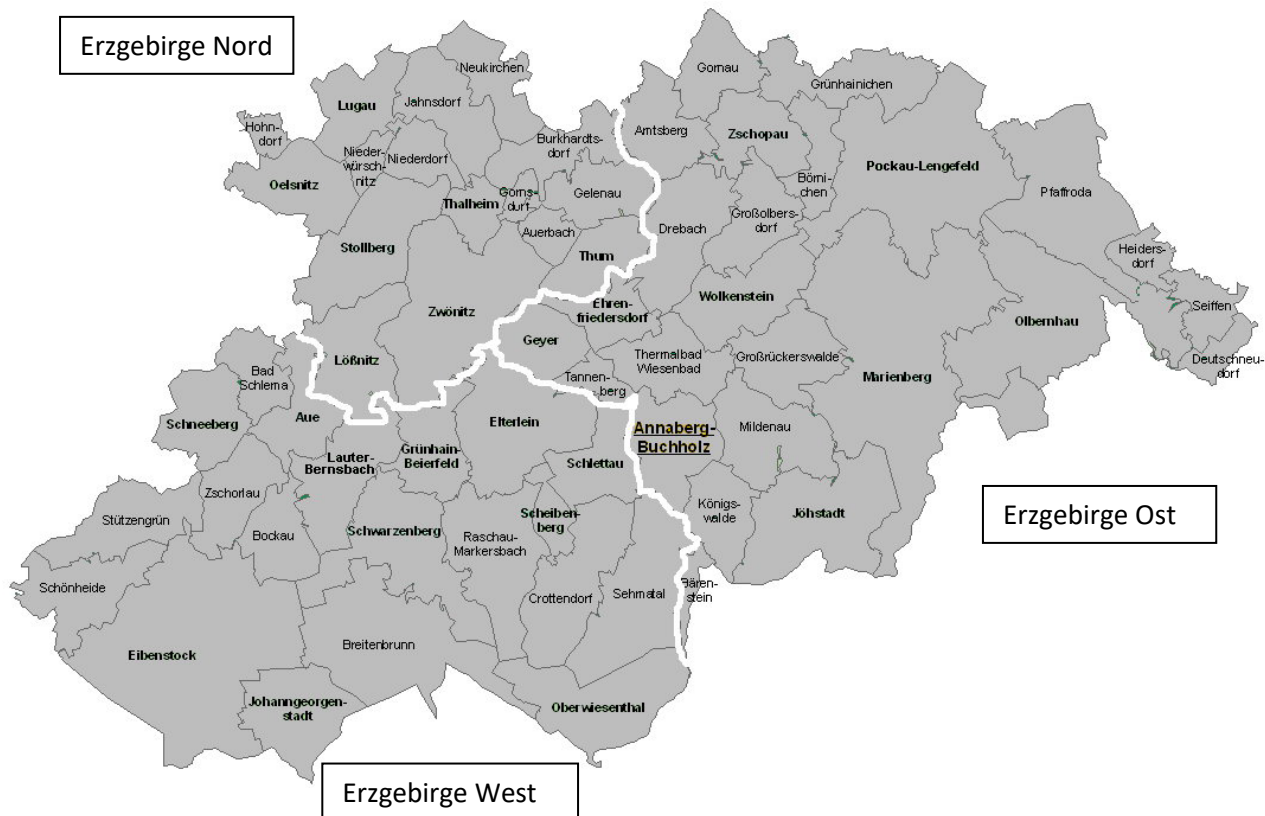 Erzgebirge Nord
Neukirchen
Gornau
Grünhainichen
Lugau
Jahnsdorf
Hohn-
dorf
Amtsberg
Zschopau
Burkhardts-
dorf
Nieder-
würsch-
nitz
Niederdorf
Pockau-Lengefeld
Börni-
chen
Oelsnitz
Gorns-
dorf
Gelenau
Pfaffroda
Thalheim
Großolbers-
dorf
Auerbach
Drebach
Stollberg
Thum
Heiders-
dorf
Wolkenstein
Ehren-
friedersdorf
Zwönitz
Seiffen
Olbernhau
Geyer
Lößnitz
Thermalbad
Wiesenbad
Großrückerswalde
Deutschneu-
dorf
Bad
Schlema
Tannen-
berg
Marienberg
Schneeberg
Aue
Elterlein
Annaberg-
Buchholz
Mildenau
Lauter-
Bernsbach
Grünhain-
Beierfeld
Schlettau
Zschorlau
Königs-
walde
Jöhstadt
Erzgebirge Ost
Stützengrün
Bockau
Schwarzenberg
Scheiben-
berg
Raschau-
Markersbach
Schönheide
Crottendorf
Sehmatal
Bären-
stein
Breitenbrunn
Eibenstock
Johanngeorgen-
stadt
Oberwiesenthal
Erzgebirge West